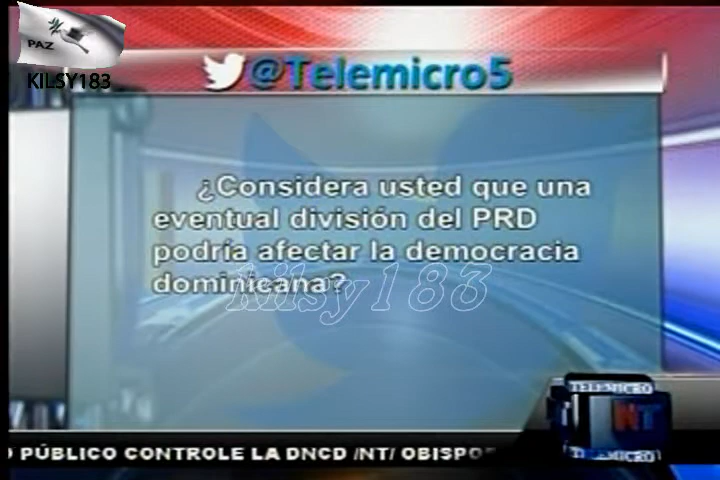 PAZ
KILSY183
@Telemicro5
¿Considera usted que una
eventual división del PRD
podría afectar la democracia
dominicana?
kilsy183
TELEMICRO
NT
TELEMICRO
O PÚBLICO CONTROLE LA DNCD /NT/ OBISPO